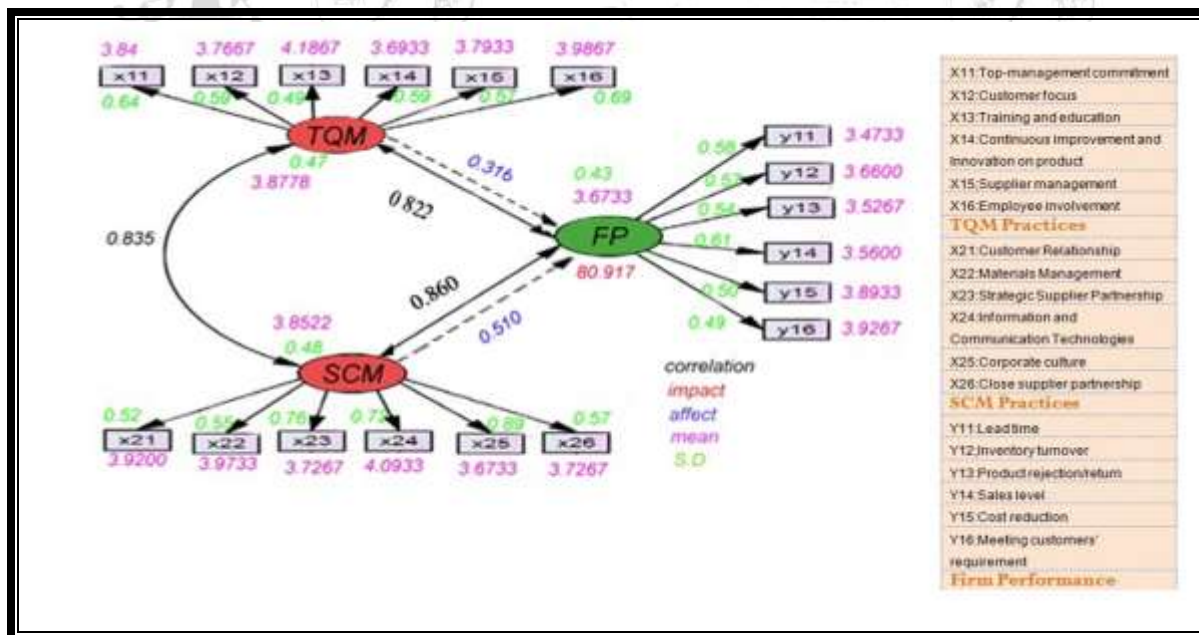 3.84 3.7667 4.1867 3.6933 3.7933 3.9867
x11 x12 x13 x14 x15 x16
0.64 0.59 0.49 0.59 0.57 0.69
TQM
0.47
3.8778
0.316
0.822
0.835
0.43
3.6733
FP
80.917
0.58 y11 3.4733
0.57 y12 3.6600
0.54 y13 3.5267
0.61 y14 3.5600
0.50 y15 3.8933
0.49 y16 3.9267
0.860
0.510
3.8522
0.48
SCM
0.52 0.55 0.76 0.72 0.57
x21 x22 x23 x24 x25 x26
3.9200 3.9733 3.7267 4.0933 3.6733 3.7267
correlation
impact
affect
mean
S.D
X11:Top-management commitment
X12:Customer focus
X13:Training and education
X14:Continuous improvement and
Innovation on product
X15:Supplier management
X16:Employee involvement
TQM Practices
X21:Customer Relationship
X22:Materials Management
X23:Strategic Supplier Partnership
X24:Information and
Communication Technologies
X25:Corporate culture
X26:Close supplier partnership
SCM Practices
Y11:Lead time
Y12:Inventory turnover
Y13:Product rejection/return
Y14:Sales level
Y15:Cost reduction
Y16:Meeting customers'
requirement
Firm Performance